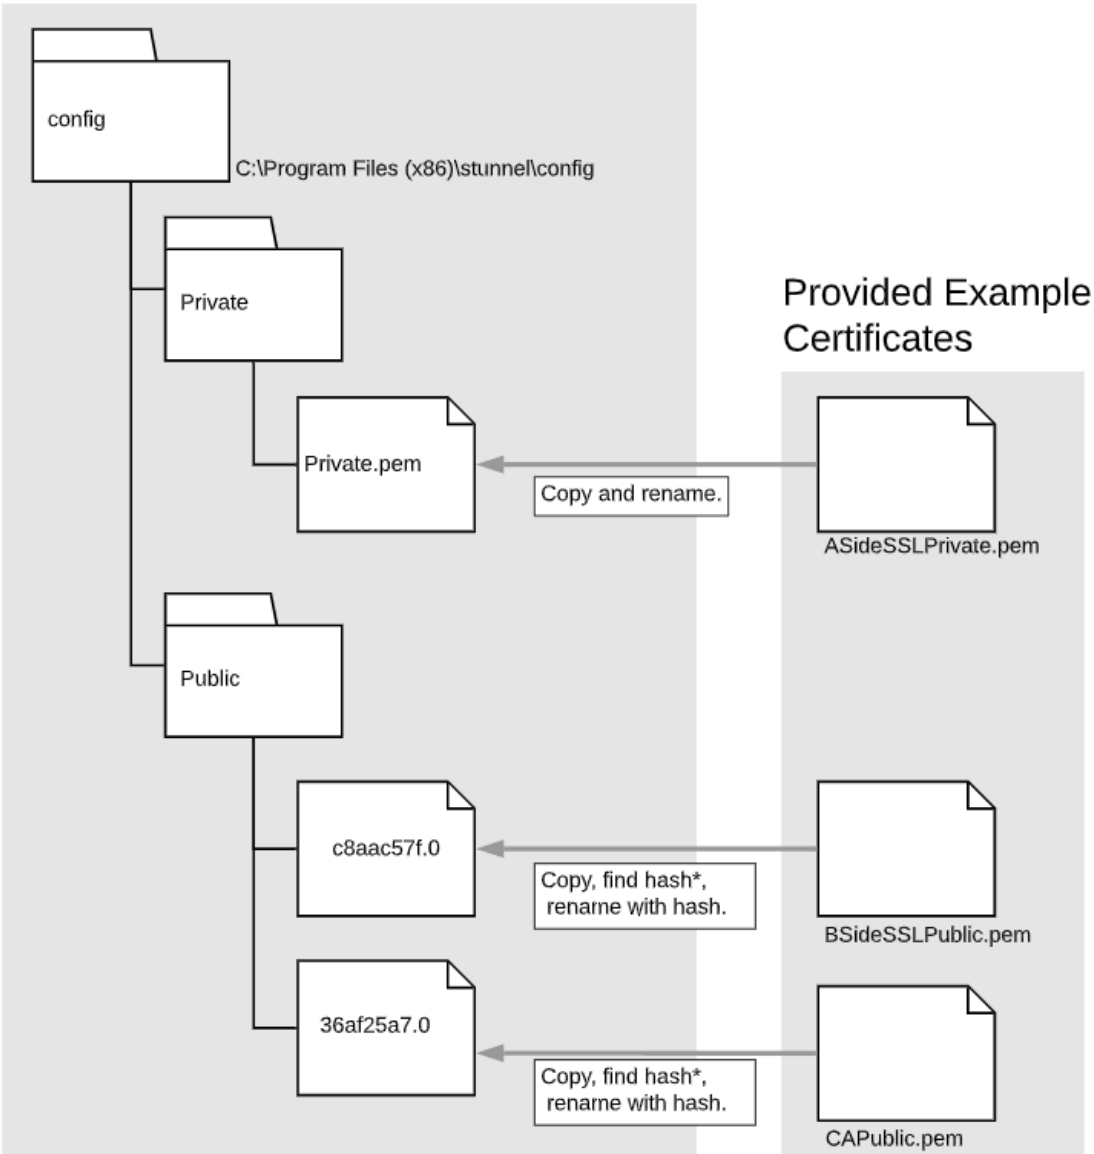 config
C:\Program Files (x86)\stunnel\config
Private
Provided Example
Certificates
Private.pem
Copy and rename.
ASideSSLPrivate.pem
Public
c8aac57f.0
Copy, find hash*,
rename with hash.
BSideSSLPublic.pem
36af25a7.0
Copy, find hash*,
rename with hash.
CAPublic.pem